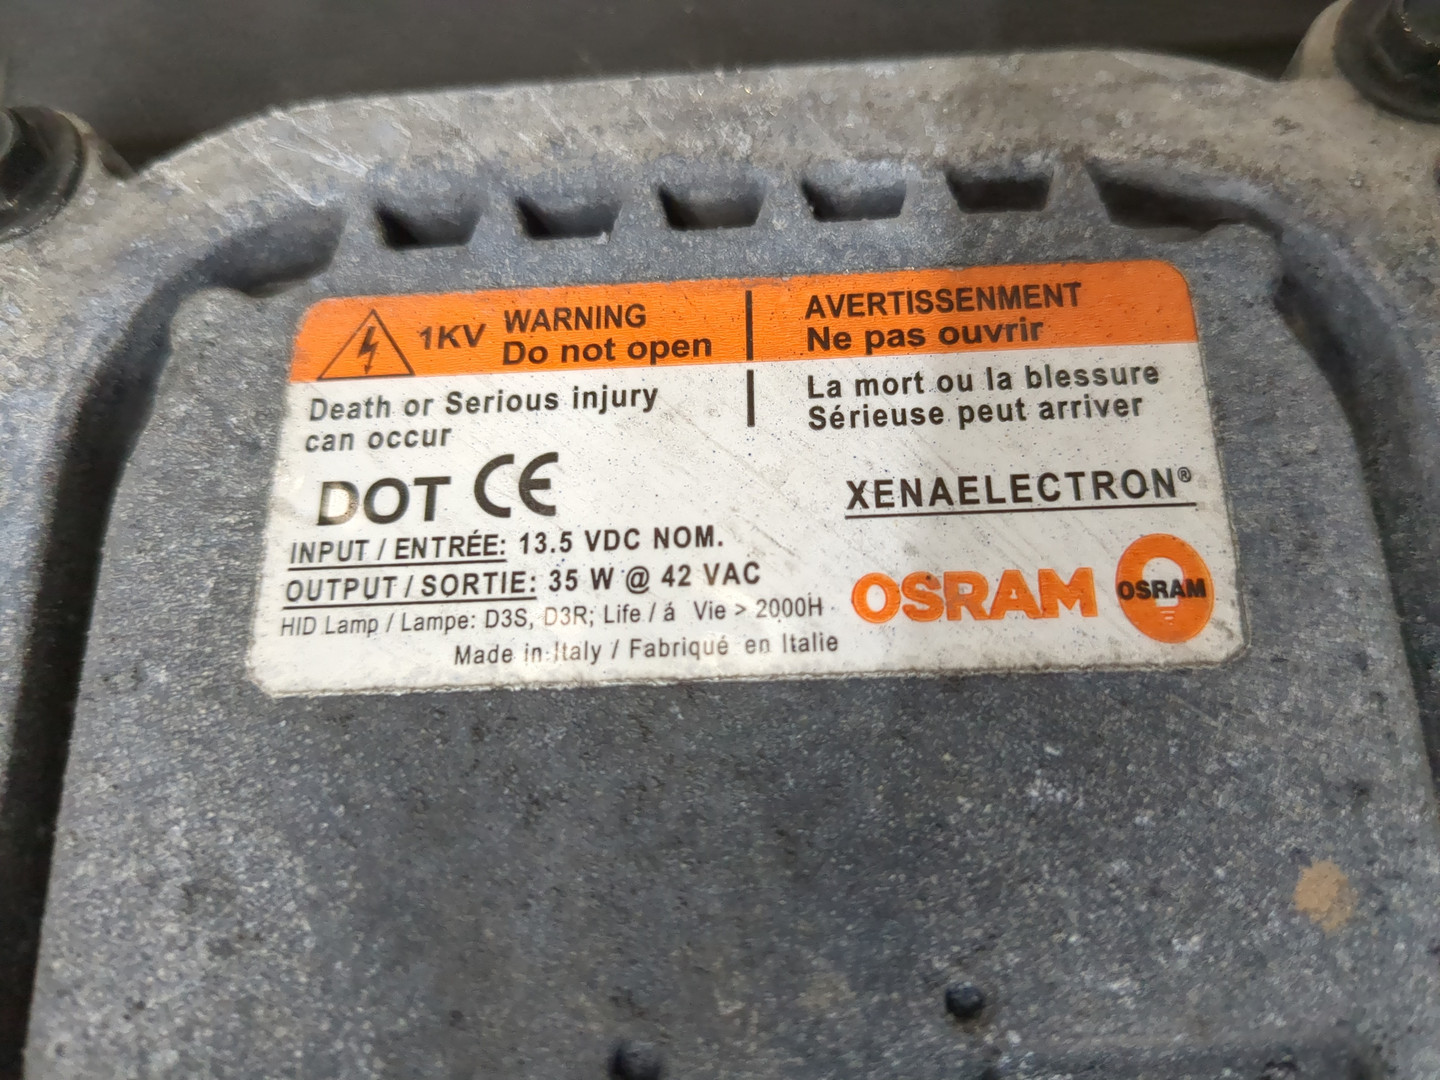 1KV WARNING
Do not open
AVERTISSENMENT
Ne pas ouvrir
Death or Serious injury
can occur
La mort ou la blessure
Sérieuse peut arriver
DOT CE
XENAELECTRON®
INPUT / ENTRÉE: 13.5 VDC NOM.
OUTPUT / SORTIE: 35 W @ 42 VAC
HID Lamp / Lampe: D3S, D3R; Life / á Vie > 2000H
Made in Italy / Fabriqué en Italie
OSRAM
OSRAM